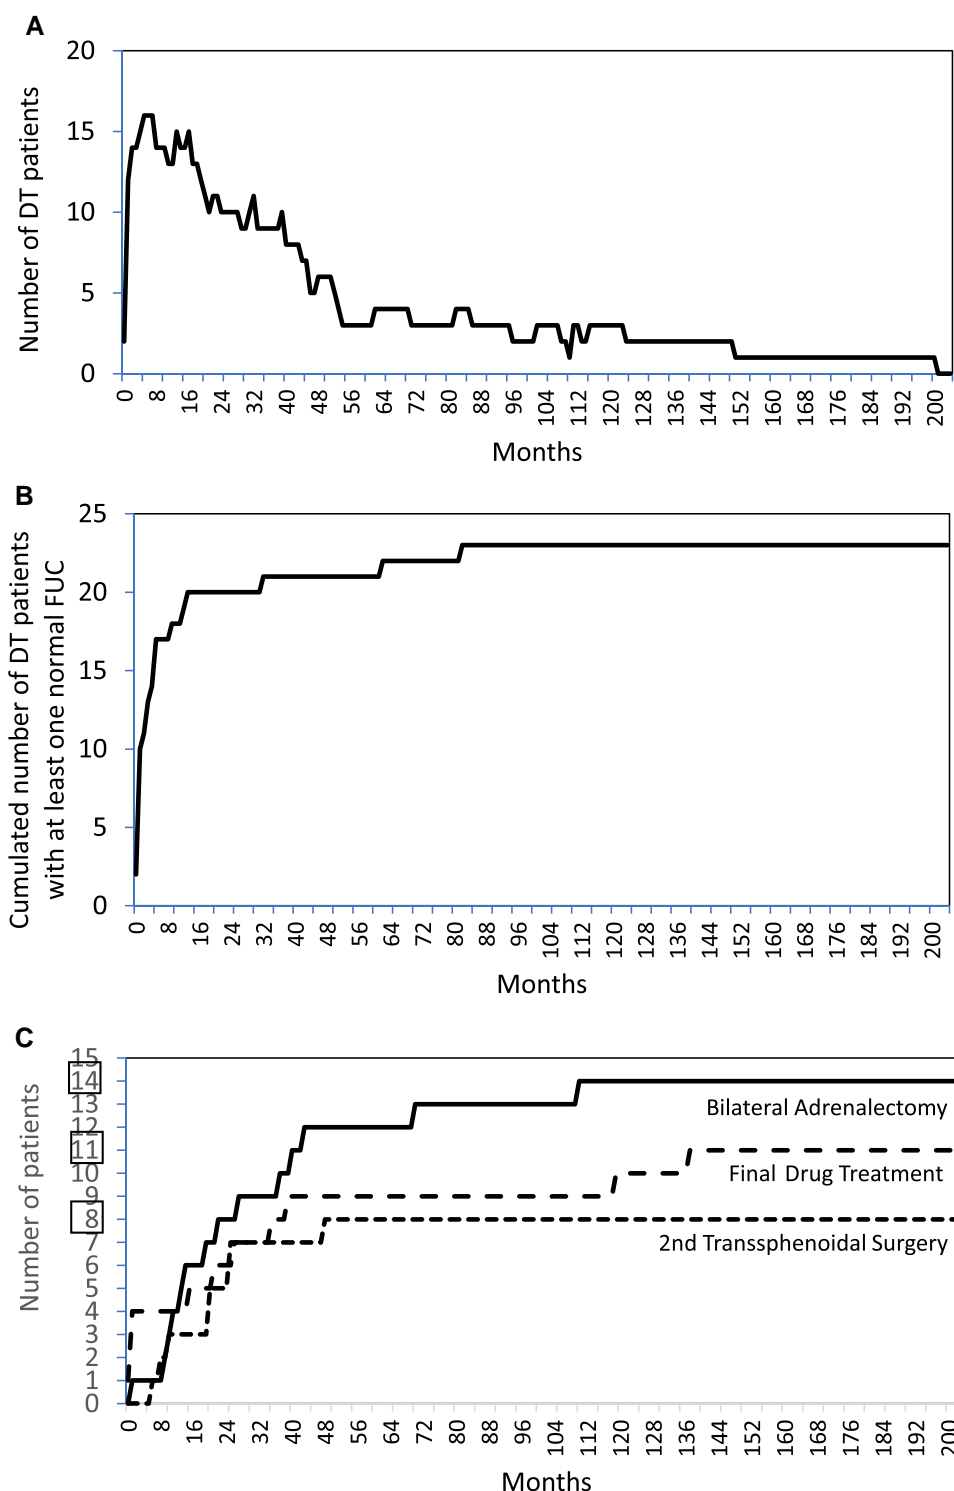 A
20
15
10
5
0
Number of DT patients
0 8 16 24 32 40 48 56 64 72 80 88 96 104 112 120 128 136 144 152 160 168 176 184 192 200
Months
B
25
20
15
10
5
0
Cumulated number of DT patients
with at least one normal FUC
0 8 16 24 32 40 48 56 64 72 80 88 96 104 112 120 128 136 144 152 160 168 176 184 192 200
Months
C
15
14
13
12
11
10
9
8
7
6
5
4
3
2
1
0
Number of patients
Bilateral Adrenalectomy
Final Drug Treatment
2nd Transsphenoidal Surgery
0 8 16 24 32 40 48 56 64 72 80 88 96 104 112 120 128 136 144 152 160 168 176 184 192 200
Months